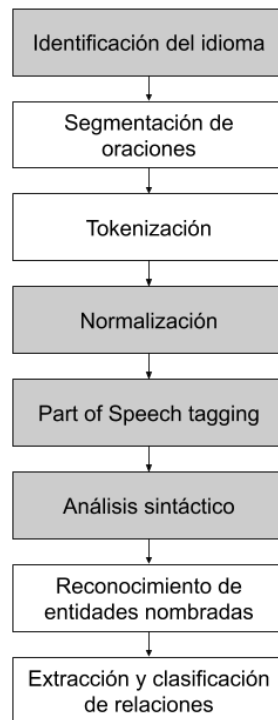 Identificación del idioma
Segmentación de
oraciones
Tokenización
Normalización
Part of Speech tagging
Análisis sintáctico
Reconocimiento de
entidades nombradas
Extracción y clasificación
de relaciones